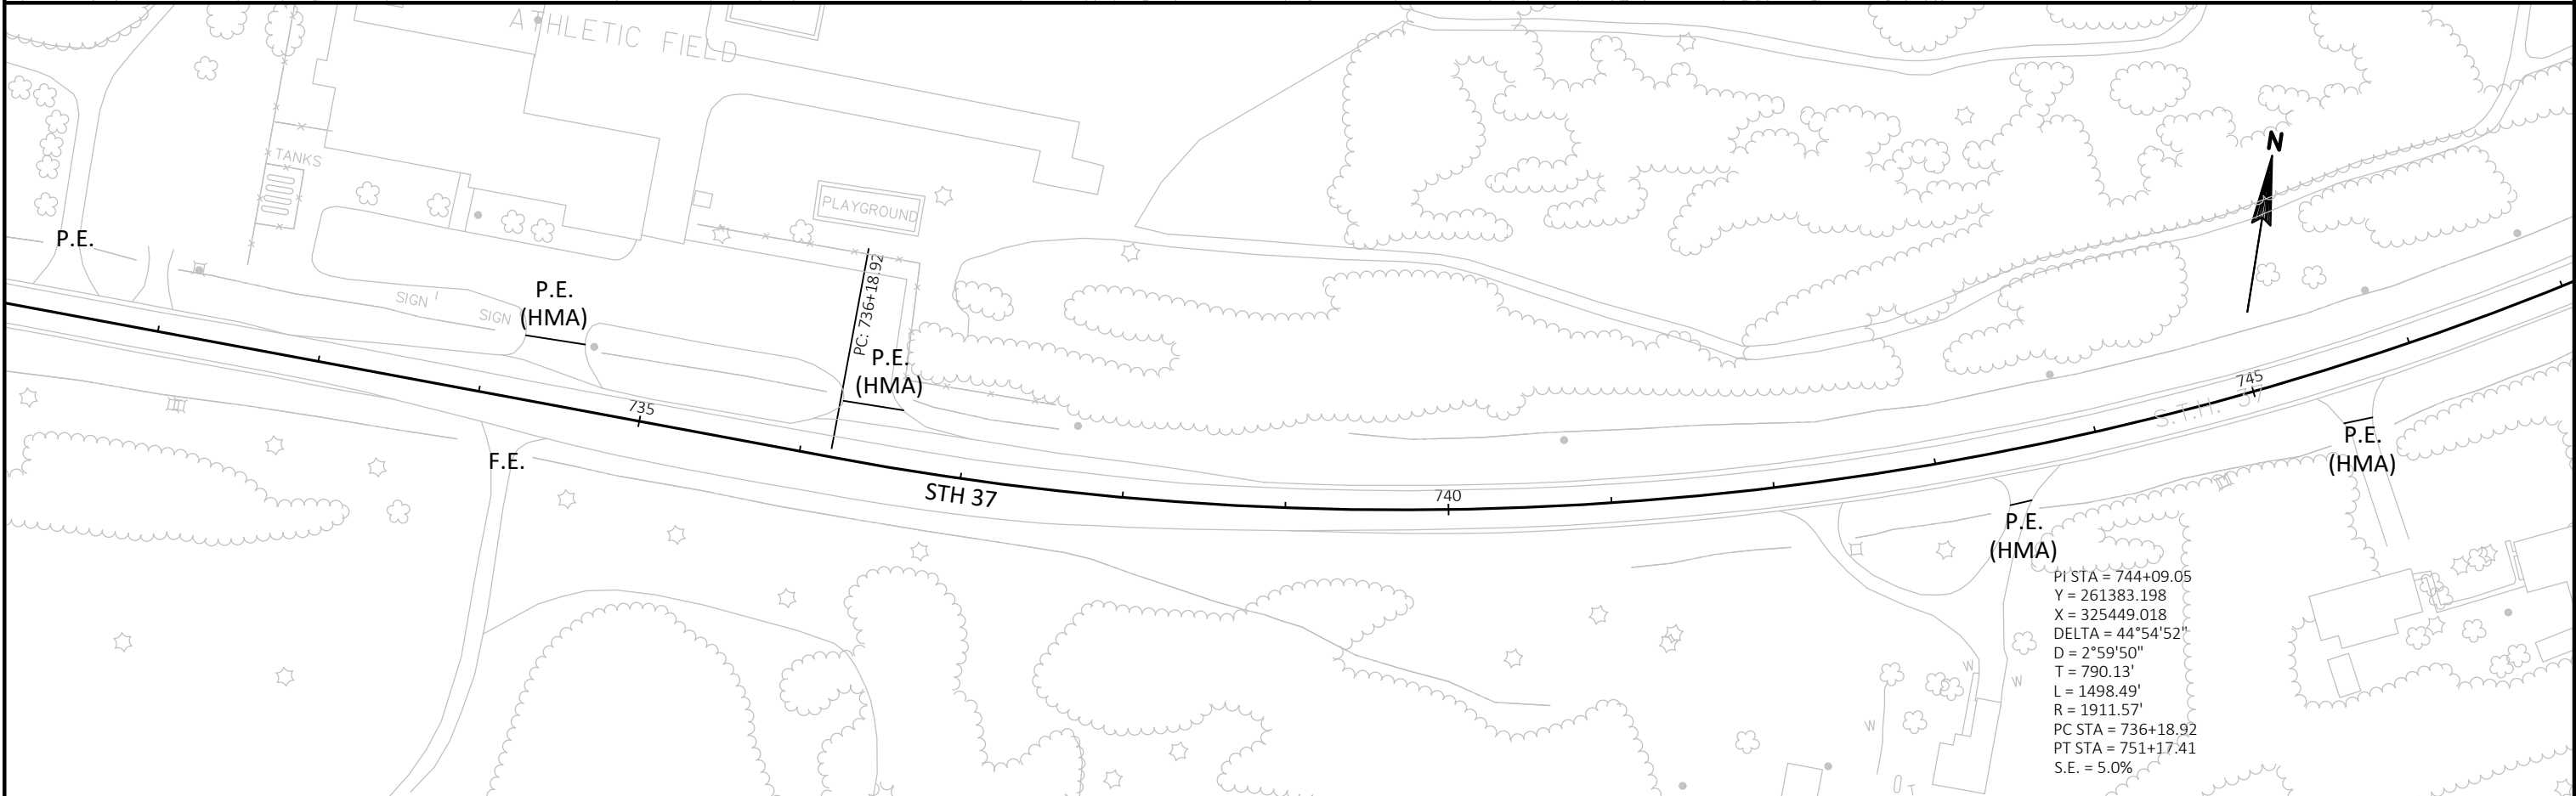 ATHLETIC FIELD
N
TANKS
PLAYGROUND
P.E.
PC: 736+18.92
P.E.
(HMA)
SIGN
SIGN
P.E.
(HMA)
745
735
S.T.H. 37
P.E.
(HMA)
F.E.
STH 37
740
P.E.
(HMA)
PI STA = 744+09.05
Y = 261383.198
X = 325449.018
DELTA = 44°54'52"
D = 2°59'50"
T = 790.13'
L = 1498.49'
R = 1911.57'
PC STA = 736+18.92
PT STA = 751+17.41
S.E. = 5.0%
W
W
W
T